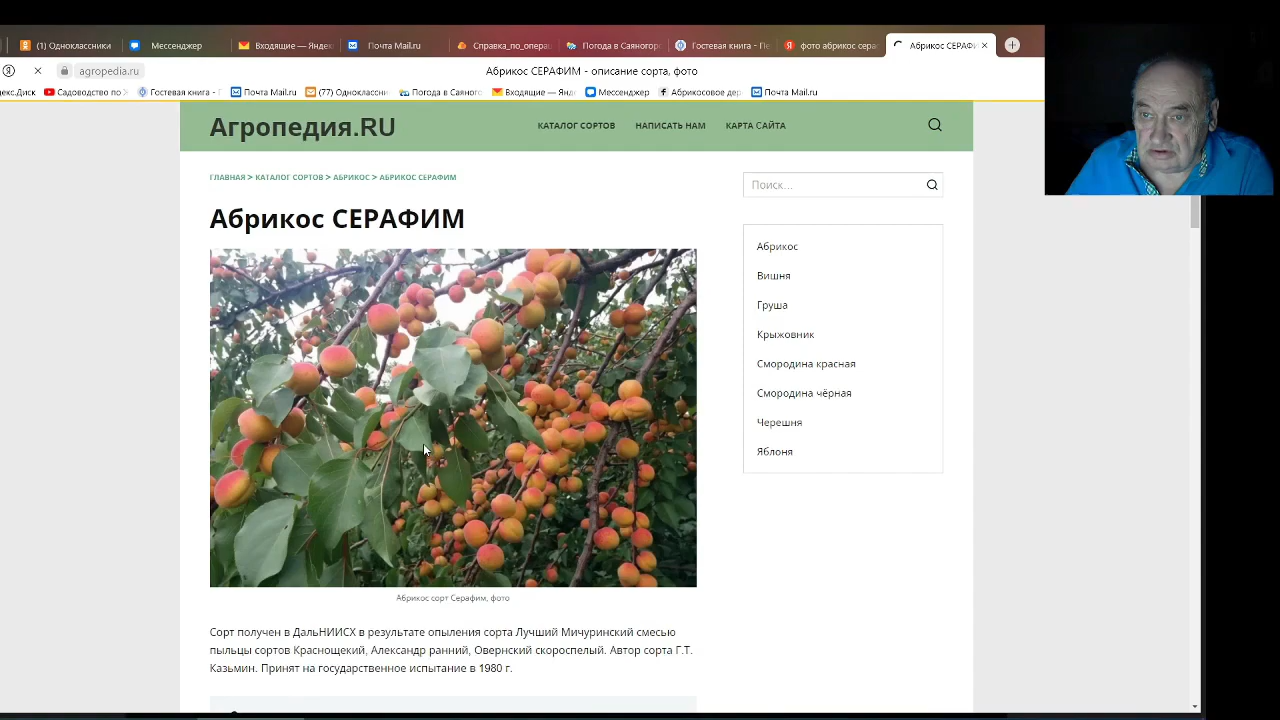 (1) Одноклассники
Мессенджер
Входящие — Яндек
Почта Mail.ru
Справка_по_опера
Погода в Саяногор
Гостевая книга - Пе
фото абрикос сера
Абрикос СЕРАФИ
agropedia.ru
Абрикос СЕРАФИМ - описание сорта, фото
екс.Диск
Садоводство по
Гостевая книга - Г
Почта Mail.ru
(77) Одноклассни
Погода в Саяног
Входящие — Янд
Мессенджер
Абрикосовое дер
Почта Mail.ru
Агропедия.RU
КАТАЛОГ СОРТОВ
НАПИСАТЬ НАМ
КАРТА САЙТА
ГЛАВНАЯ > КАТАЛОГ СОРТОВ > АБРИКОС > АБРИКОС СЕРАФИМ
Поиск…
Абрикос СЕРАФИМ
Абрикос
Вишня
Груша
Крыжовник
Смородина красная
Смородина чёрная
Черешня
Яблоня
Абрикос сорт Серафим, фото
Сорт получен в ДальНИИСХ в результате опыления сорта Лучший Мичуринский смесью
пыльцы сортов Краснощекий, Александр ранний, Овернский скороспелый. Автор сорта Г.Т.
Казьмин. Принят на государственное испытание в 1980 г.